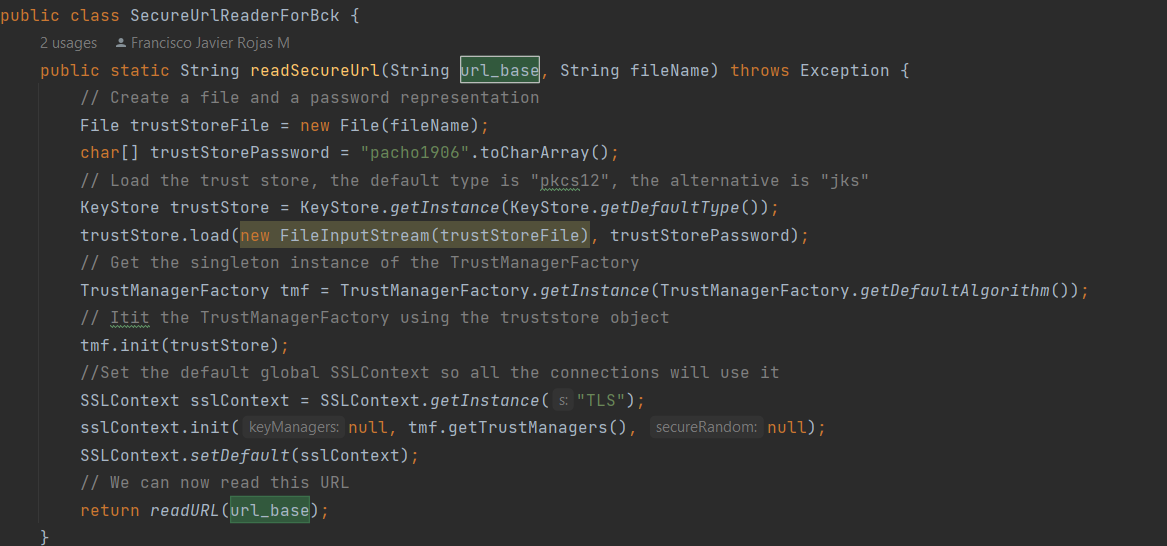 public class SecureUrlReaderForBck {
2 usages Francisco Javier Rojas M
public static String readSecureUrl(String url_base, String fileName) throws Exception {
// Create a file and a password representation
File trustStoreFile = new File(fileName);
char[] trustStorePassword = "pacho1906".toCharArray();
// Load the trust store, the default type is "pkcs12", the alternative is "jks"
KeyStore trustStore = KeyStore.getInstance(KeyStore.getDefaultType());
trustStore.load(new FileInputStream(trustStoreFile), trustStorePassword);
// Get the singleton instance of the TrustManagerFactory
TrustManagerFactory tmf = TrustManagerFactory.getInstance(TrustManagerFactory.getDefaultAlgorithm());
// Itit the TrustManagerFactory using the truststore object
tmf.init(trustStore);
//Set the default global SSLContext so all the connections will use it
SSLContext sslContext = SSLContext.getInstance( s: "TLS");
sslContext.init( keyManagers: null, tmf.getTrustManagers(), secureRandom: null);
SSLContext.setDefault(sslContext);
// We can now read this URL
return readURL(url_base);
}